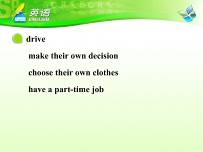 英语
drive
make their own decision
choose their own clothes
have a part-time job